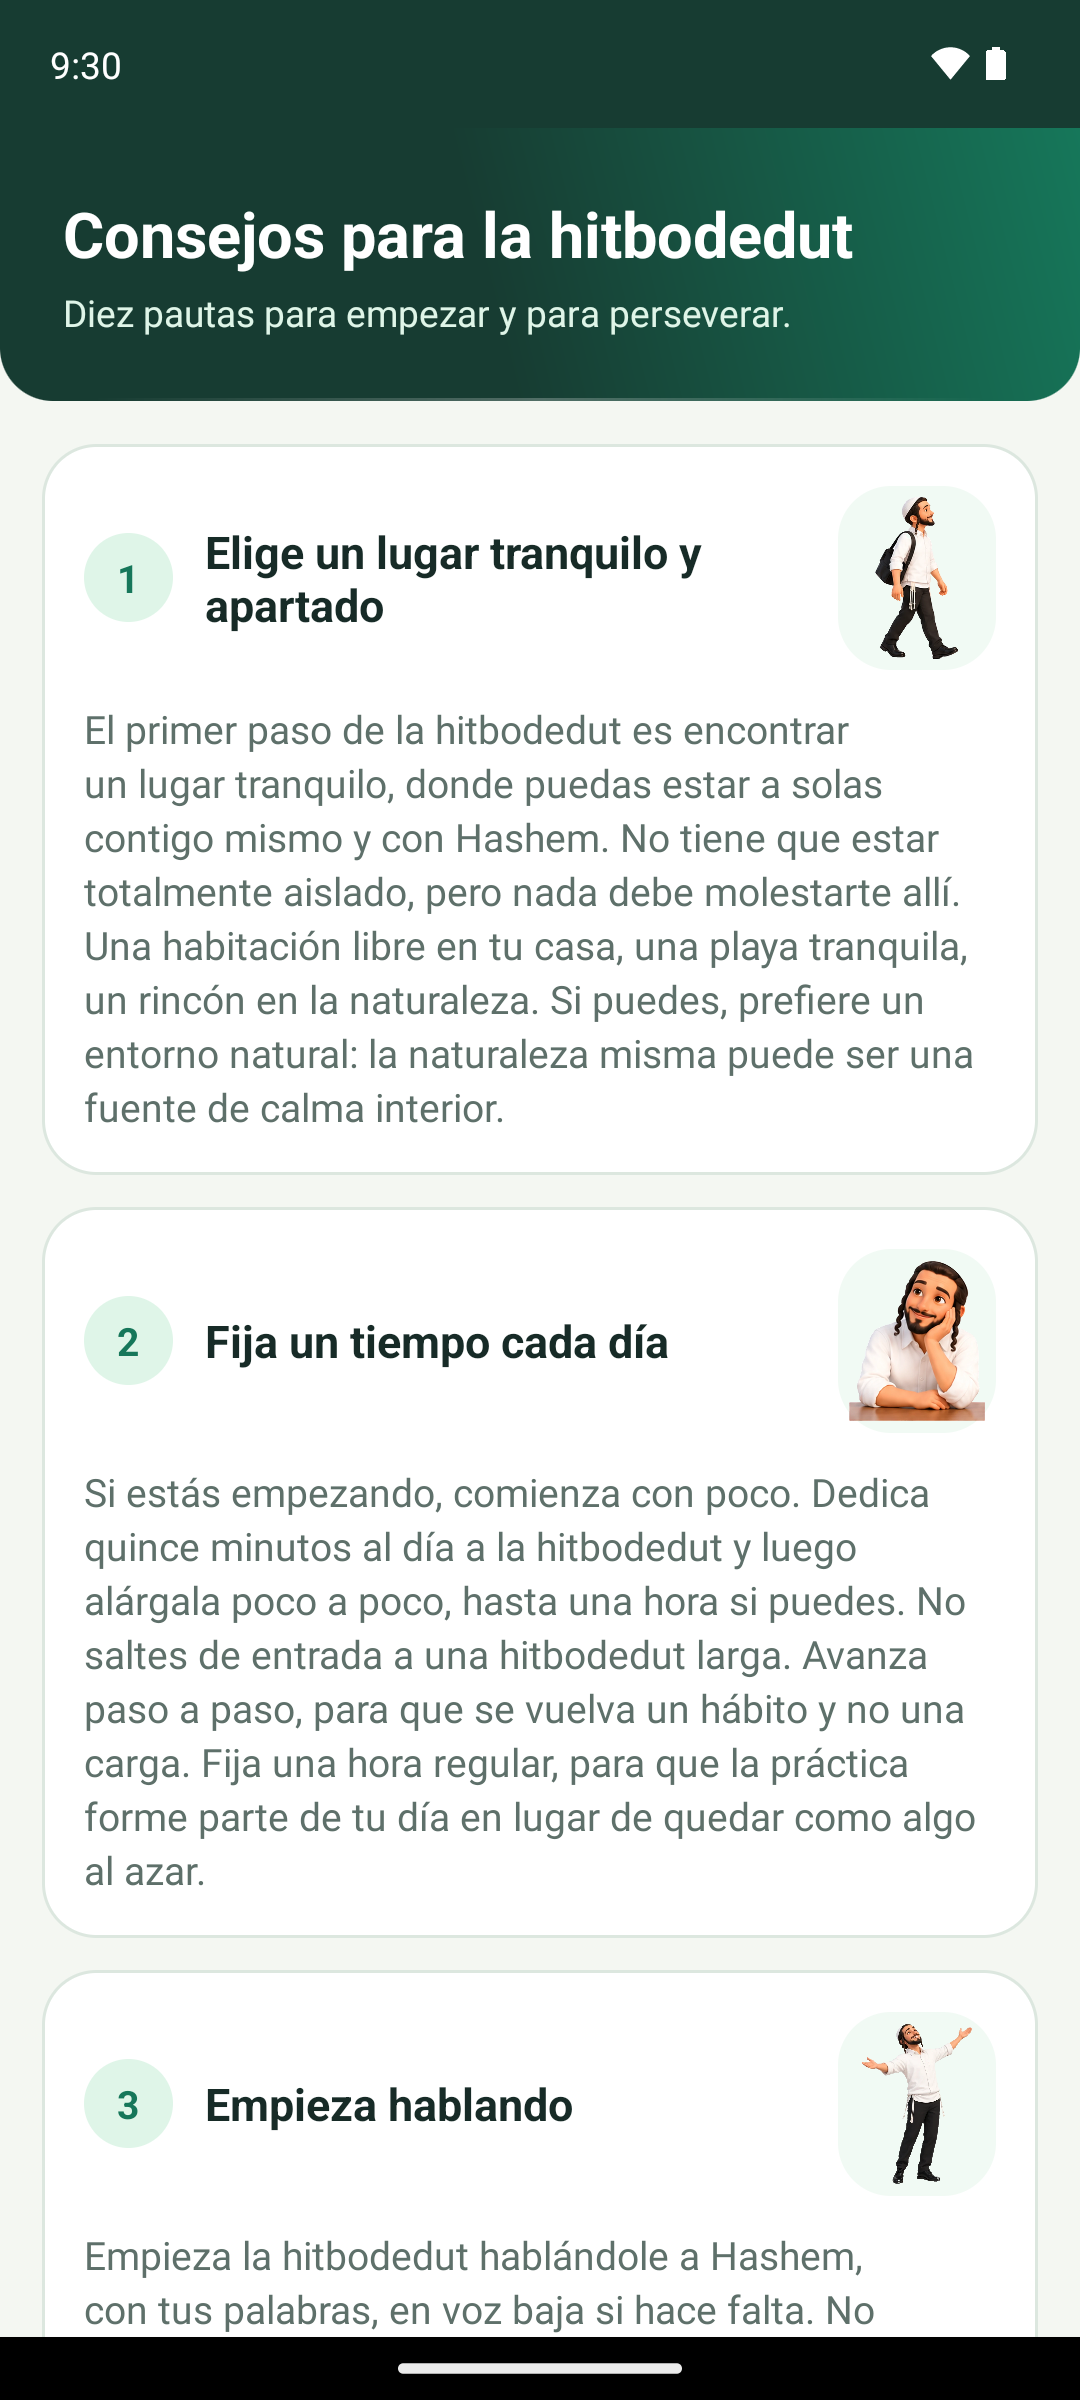 9:30
Consejos para la hitbodedut
Diez pautas para empezar y para perseverar.
1
Elige un lugar tranquilo y
apartado
El primer paso de la hitbodedut es encontrar
un lugar tranquilo, donde puedas estar a solas
contigo mismo y con Hashem. No tiene que estar
totalmente aislado, pero nada debe molestarte allí.
Una habitación libre en tu casa, una playa tranquila,
un rincón en la naturaleza. Si puedes, prefiere un
entorno natural: la naturaleza misma puede ser una
fuente de calma interior.
2
Fija un tiempo cada día
Si estás empezando, comienza con poco. Dedica
quince minutos al día a la hitbodedut y luego
alárgala poco a poco, hasta una hora si puedes. No
saltes de entrada a una hitbodedut larga. Avanza
paso a paso, para que se vuelva un hábito y no una
carga. Fija una hora regular, para que la práctica
forme parte de tu día en lugar de quedar como algo
al azar.
3
Empieza hablando
Empieza la hitbodedut hablándole a Hashem,
con tus palabras, en voz baja si hace falta. No